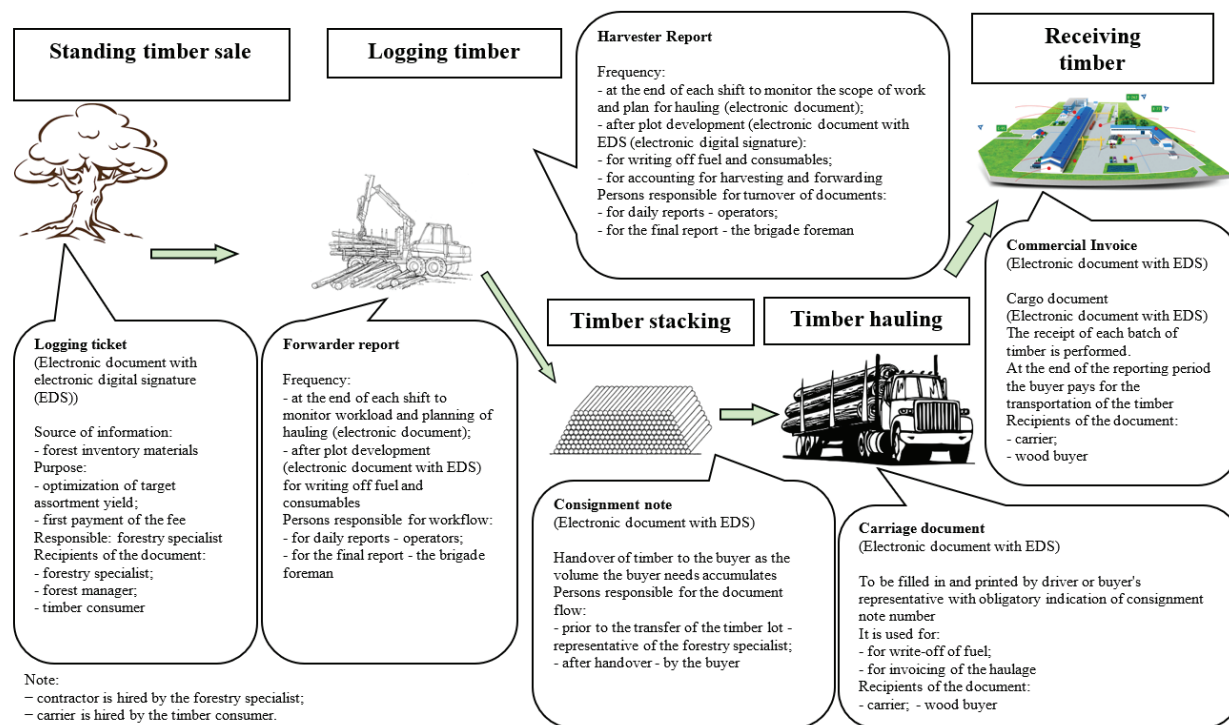 Standing timber sale
Logging timber
Harvester Report
Frequency:
- at the end of each shift to monitor the scope of work
and plan for hauling (electronic document);
- after plot development (electronic document with
EDS (electronic digital signature):
- for writing off fuel and consumables;
- for accounting for harvesting and forwarding
Persons responsible for turnover of documents:
- for daily reports - operators;
- for the final report - the brigade foreman
Receiving
timber
Logging ticket
(Electronic document with
electronic digital signature
(EDS))
Source of information:
- forest inventory materials
Purpose:
- optimization of target
assortment yield;
- first payment of the fee
Responsible: forestry specialist
Recipients of the document:
- forestry specialist;
- forest manager;
- timber consumer
Forwarder report
Frequency:
- at the end of each shift to
monitor workload and planning of
hauling (electronic document);
- after plot development
(electronic document with EDS)
for writing off fuel and
consumables
Persons responsible for workflow:
- for daily reports - operators;
- for the final report - the brigade
foreman
Timber stacking
Timber hauling
Consignment note
(Electronic document with EDS)
Handover of timber to the buyer as the
volume the buyer needs accumulates
Persons responsible for the document
flow:
- prior to the transfer of the timber lot -
representative of the forestry specialist;
- after handover - by the buyer
Commercial Invoice
(Electronic document with EDS)
Cargo document
(Electronic document with EDS)
The receipt of each batch of
timber is performed.
At the end of the reporting period
the buyer pays for the
transportation of the timber
Recipients of the document:
- carrier;
- wood buyer
Carriage document
(Electronic document with EDS)
To be filled in and printed by driver or buyer's
representative with obligatory indication of consignment
note number
It is used for:
- for write-off of fuel;
- for invoicing of the haulage
Recipients of the document:
- carrier; - wood buyer
Note:
− contractor is hired by the forestry specialist;
− carrier is hired by the timber consumer.